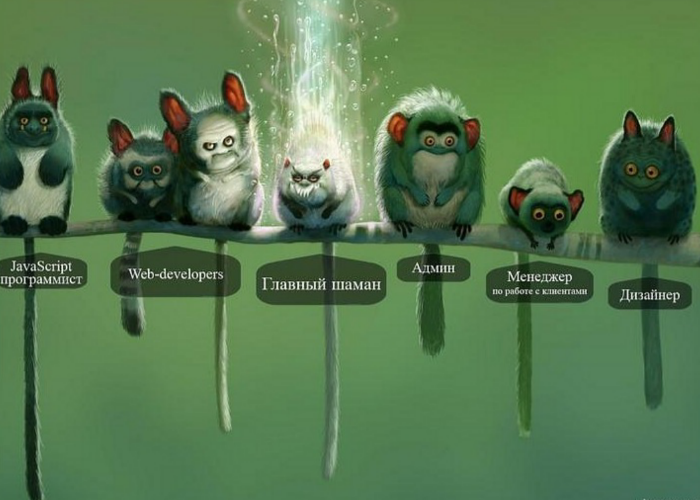 JavaScript
программист
Web-developers
Главный шаман
Админ
Менеджер
по работе с клиентами
Дизайнер